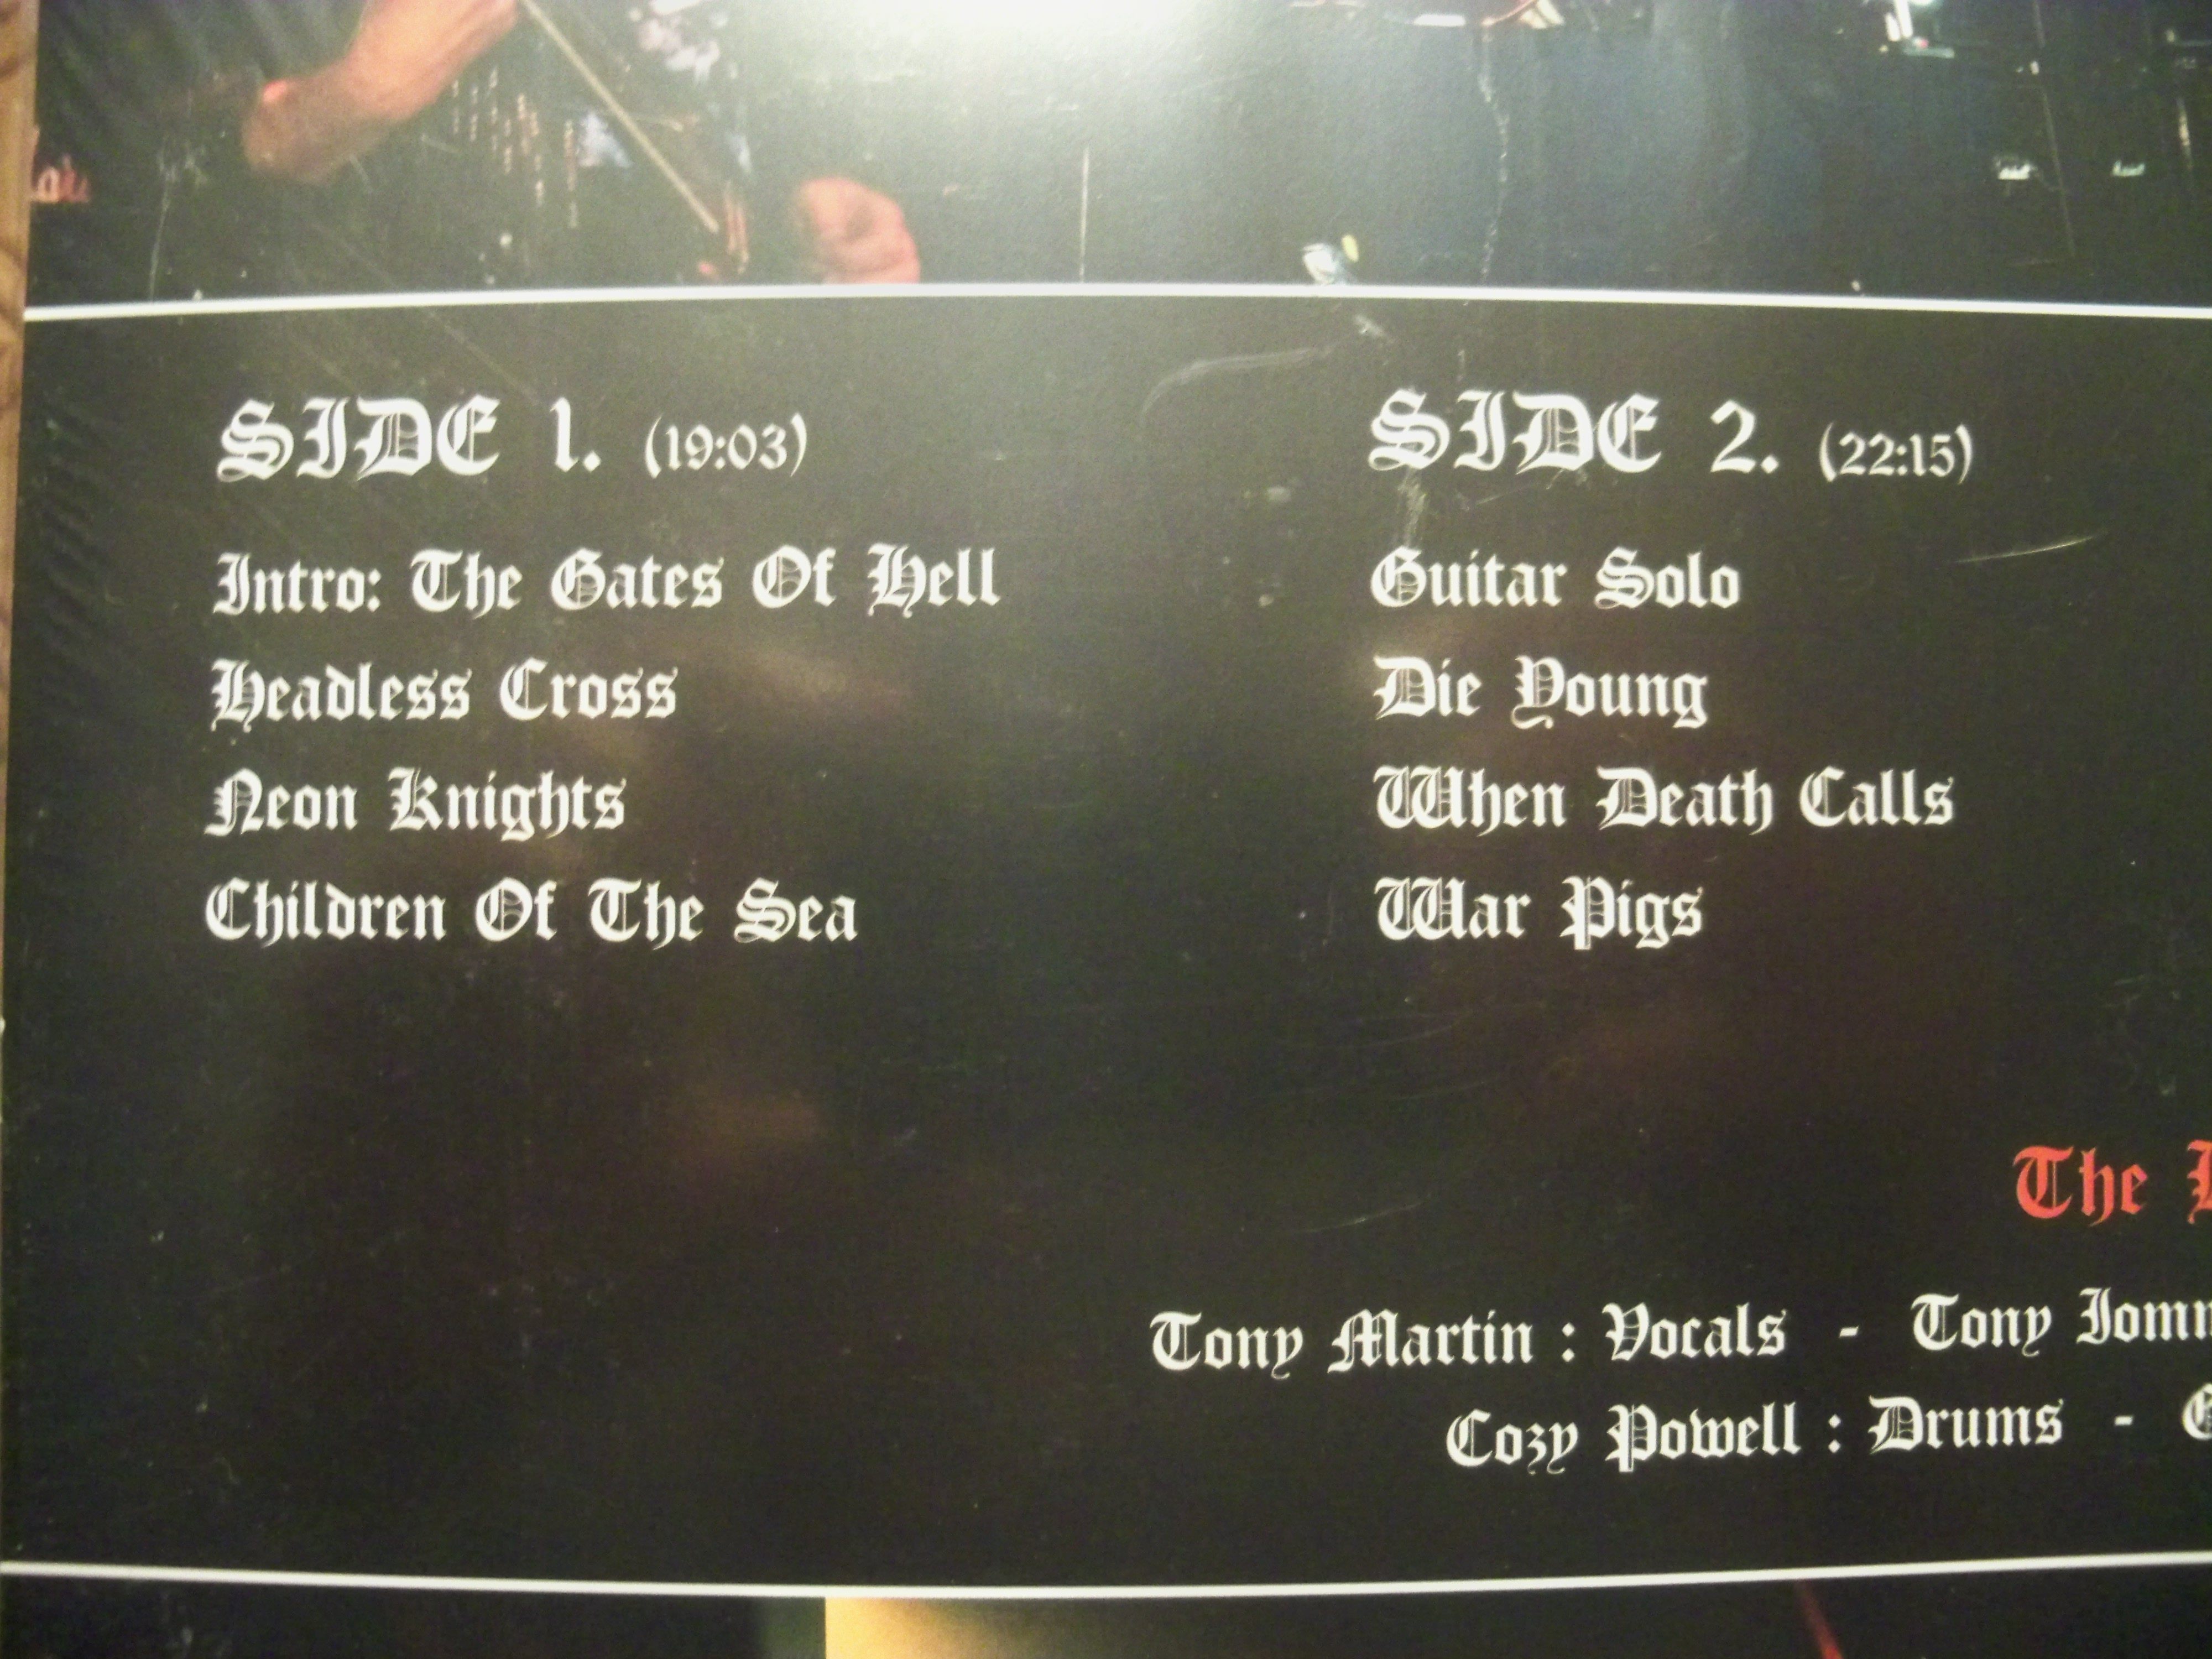 SIDE 1. (19:03)
Intro: The Gates Of Hell
Headless Cross
Neon Knights
Children Of The Sea
SIDE 2. (22:15)
Guitar Solo
Die Young
When Death Calls
War Pigs
The
Tony Martin : Vocals - Tony
Cozy Powell : Drums -